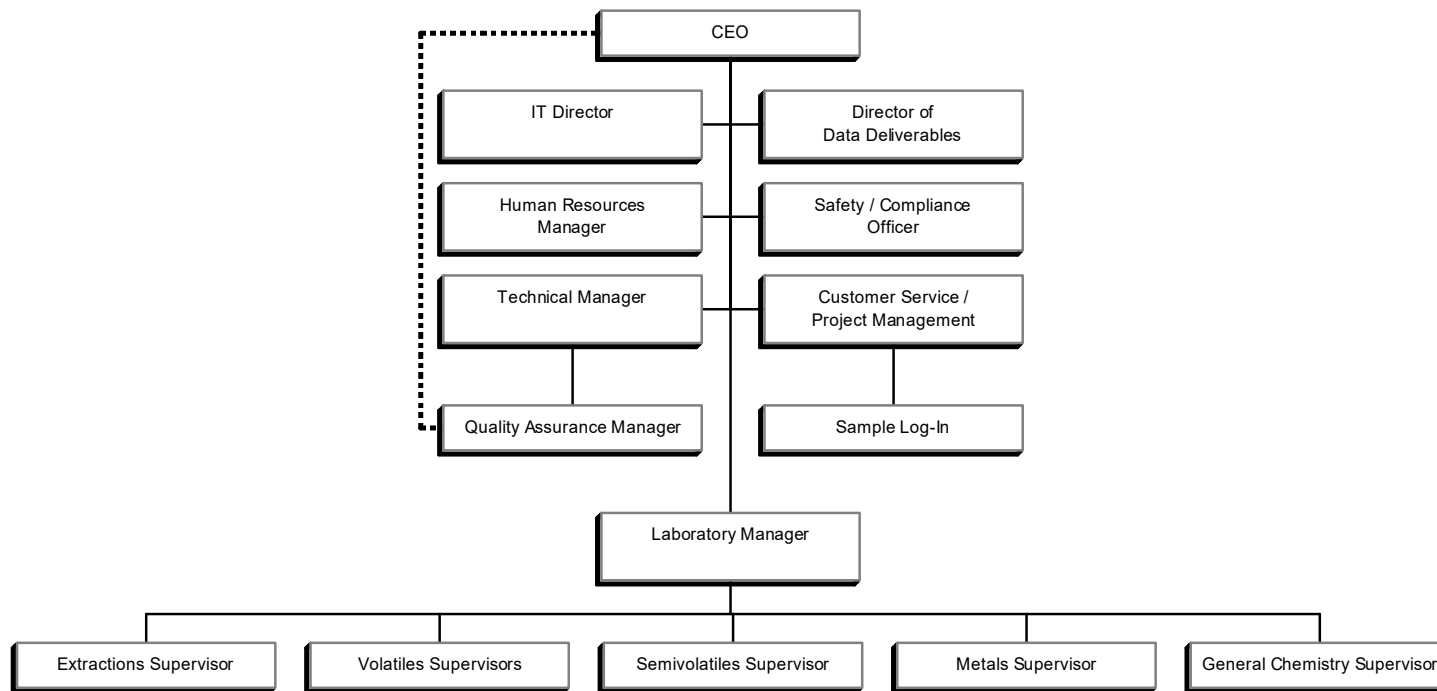 CEO
IT Director
Director of
Data Deliverables
Human Resources
Manager
Safety / Compliance
Officer
Technical Manager
Customer Service /
Project Management
Quality Assurance Manager
Sample Log-In
Laboratory Manager
Extractions Supervisor
Volatiles Supervisors
Semivolatiles Supervisor
Metals Supervisor
General Chemistry Supervisor